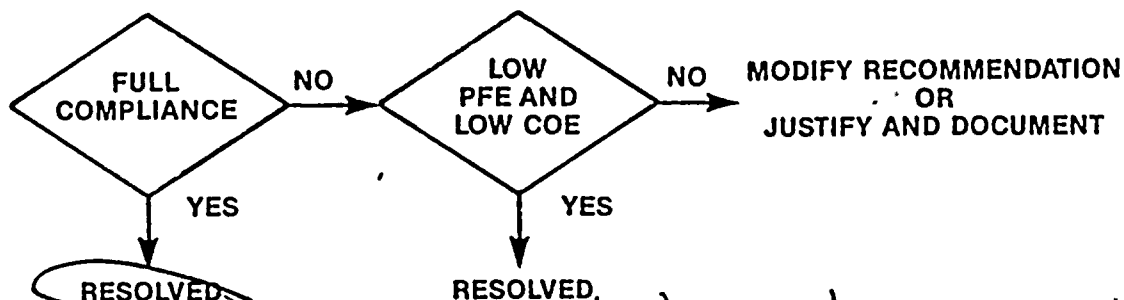 FULL
COMPLIANCE
NO
LOW
PFE AND
LOW COE
NO
MODIFY RECOMMENDATION
OR
JUSTIFY AND DOCUMENT
YES
YES
RESOLVED
RESOLVED